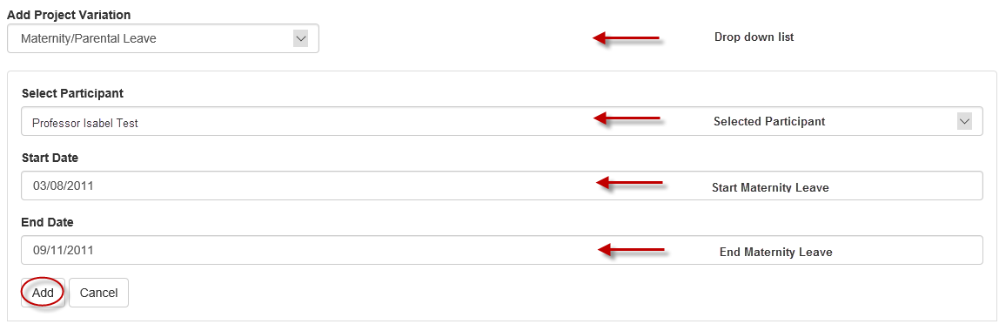 Add Project Variation
Maternity/Parental Leave
Drop down list
Select Participant
Professor Isabel Test
Selected Participant
Start Date
03/08/2011
Start Maternity Leave
End Date
09/11/2011
End Maternity Leave
Add
Cancel